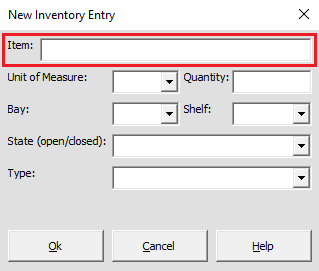 New Inventory Entry
Item:
Unit of Measure: Quantity:
Bay: Shelf:
State (open/closed):
Type:
Ok Cancel Help